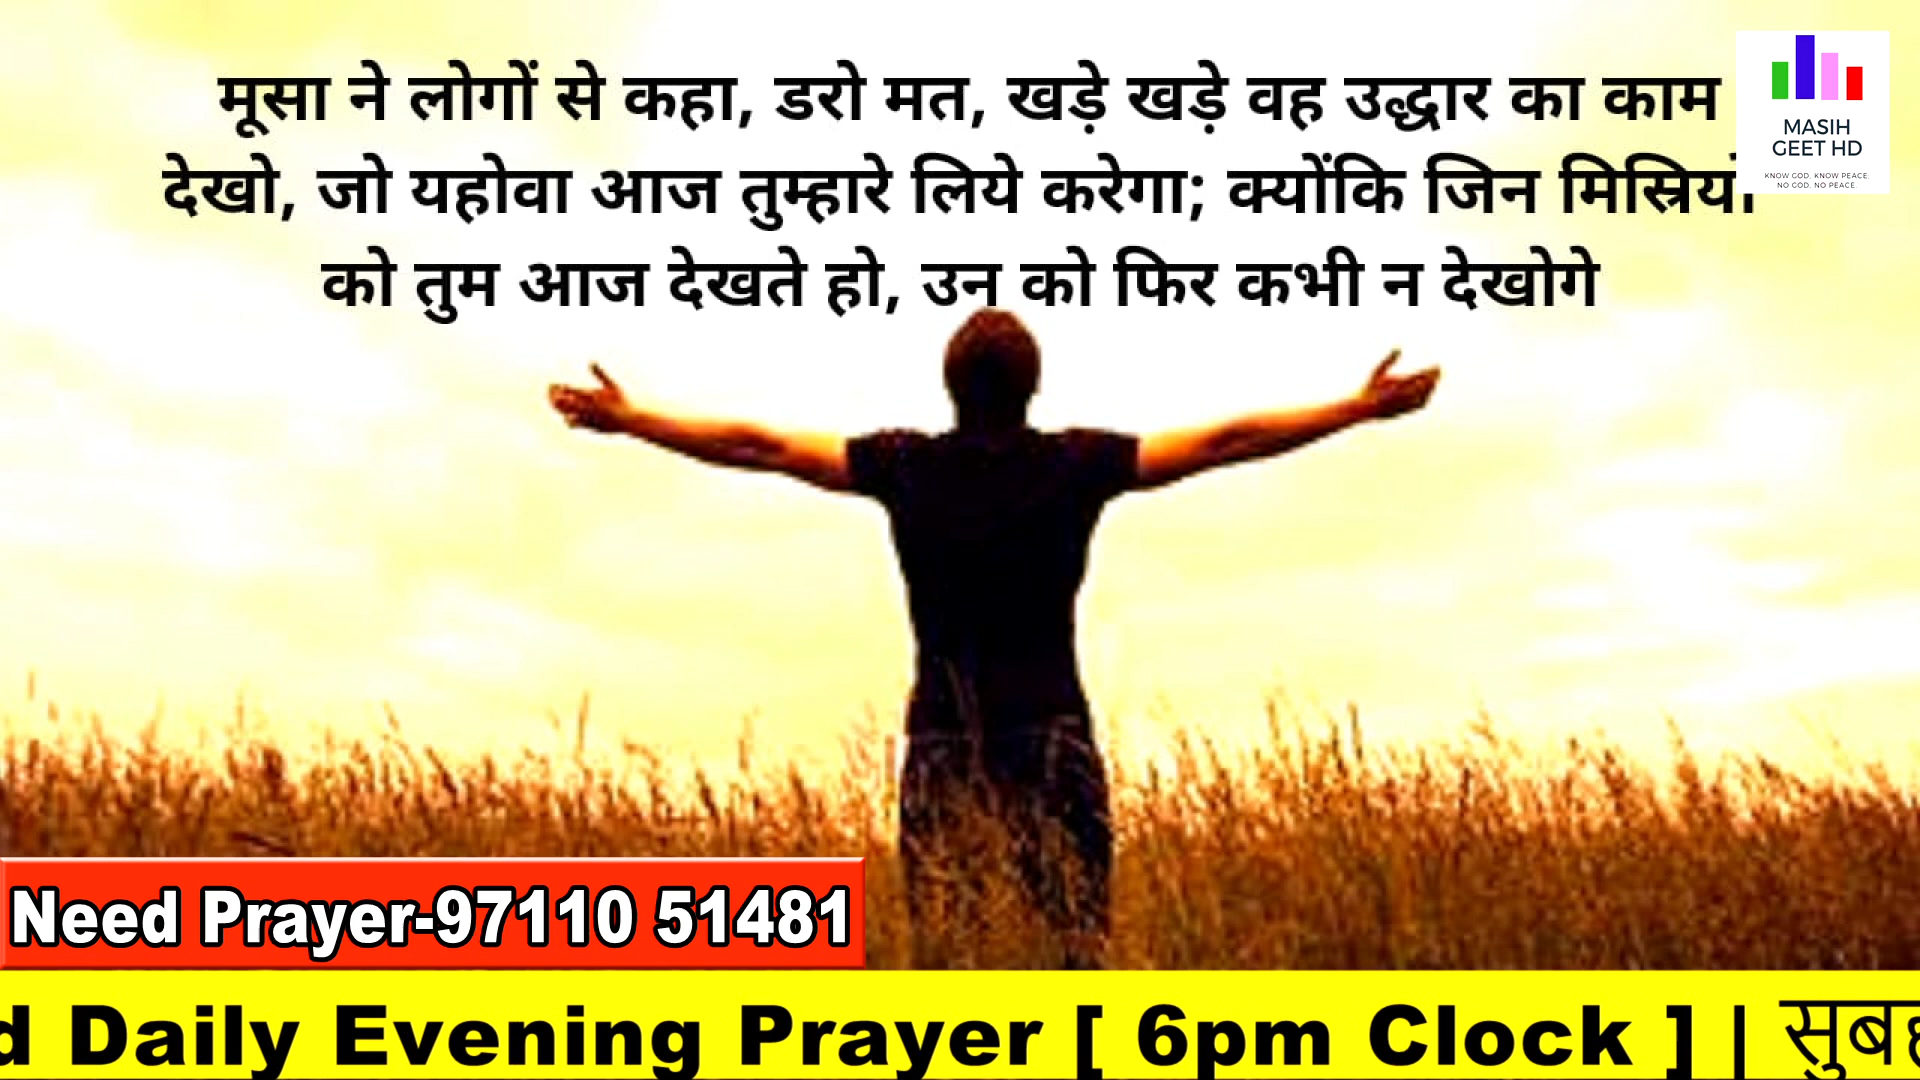 मूसा ने लोगों से कहा, डरो मत, खड़े खड़े वह उद्धार का काम
देखो, जो यहोवा आज तुम्हारे लिये करेगा; क्योंकि जिन मिस्रियों
को तुम आज देखते हो, उन को फिर कभी न देखोगे
MASIH
GEET HD
KNOW GOD. KNOW PEACE.
NO GOD. NO PEACE.
Need Prayer-97110 51481
d Daily Evening Prayer [ 6pm Clock ] | सुबह